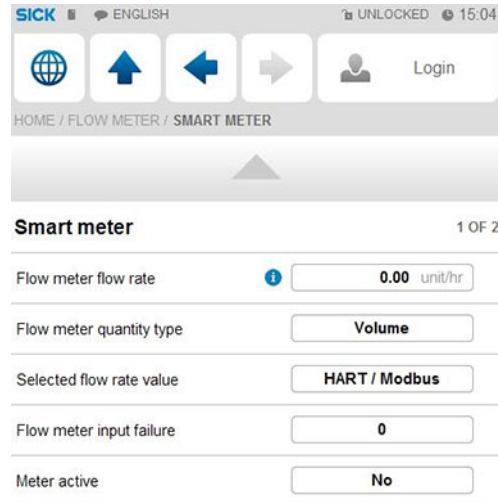 SICK ENGLISH UNLOCKED 15:04
Login
HOME / FLOW METER / SMART METER
Smart meter 1 OF 2
Flow meter flow rate 0.00 unit/hr
Flow meter quantity type Volume
Selected flow rate value HART / Modbus
Flow meter input failure 0
Meter active No